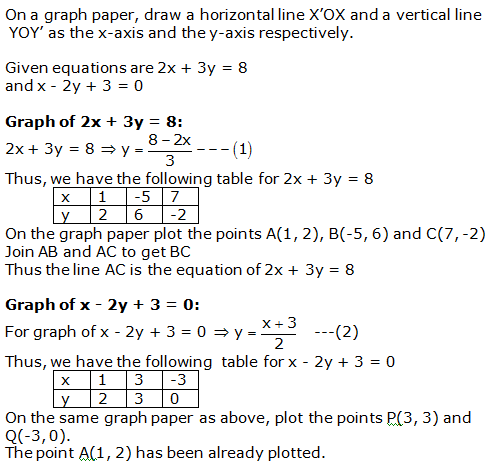 On a graph paper, draw a horizontal line X'OX and a vertical line
YOY' as the x-axis and the y-axis respectively.
Given equations are 2x + 3y = 8
and x - 2y + 3 = 0
Graph of 2x + 3y = 8:
2x + 3y = 8 ⇒ y = (8 – 2x)/3 - - - (1)
Thus, we have the following table for 2x + 3y = 8
x 1 -5 7
y 2 6 -2
On the graph paper plot the points A(1, 2), B(-5, 6) and C(7, -2)
Join AB and AC to get BC
Thus the line AC is the equation of 2x + 3y = 8
Graph of x - 2y + 3 = 0:
For graph of x - 2y + 3 = 0 ⇒ y = (x + 3)/2 ---(2)
Thus, we have the following table for x - 2y + 3 = 0
x 1 3 -3
y 2 3 0
On the same graph paper as above, plot the points P(3, 3) and
Q(-3, 0).
The point A(1, 2) has been already plotted.